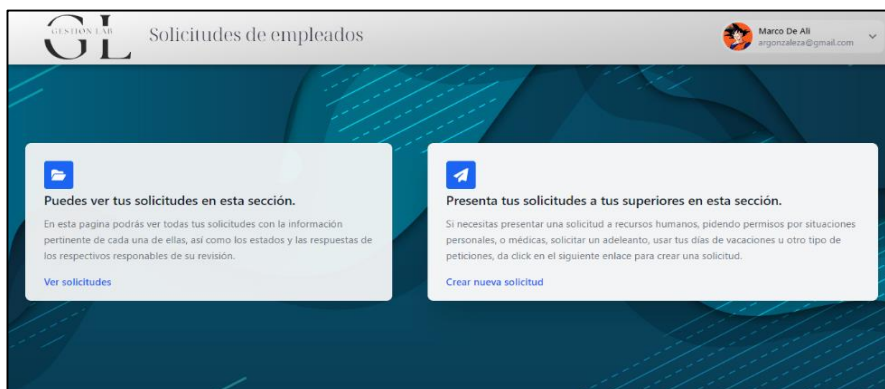 GESTION LAB
GL
Solicitudes de empleados
Marco De Ali
argonzaleza@gmail.com
Puedes ver tus solicitudes en esta sección.
En esta pagina podrás ver todas tus solicitudes con la información
pertinente de cada una de ellas, así como los estados y las respuestas de
los respectivos responsables de su revisión.
Ver solicitudes
Presenta tus solicitudes a tus superiores en esta sección.
Si necesitas presentar una solicitud a recursos humanos, pidendo permisos por situaciones
personales, o médicas, solicitar un adeleanto, usar tus días de vacaciones u otro tipo de
peticiones, da click en el siguiente enlace para crear una solicitud.
Crear nueva solicitud